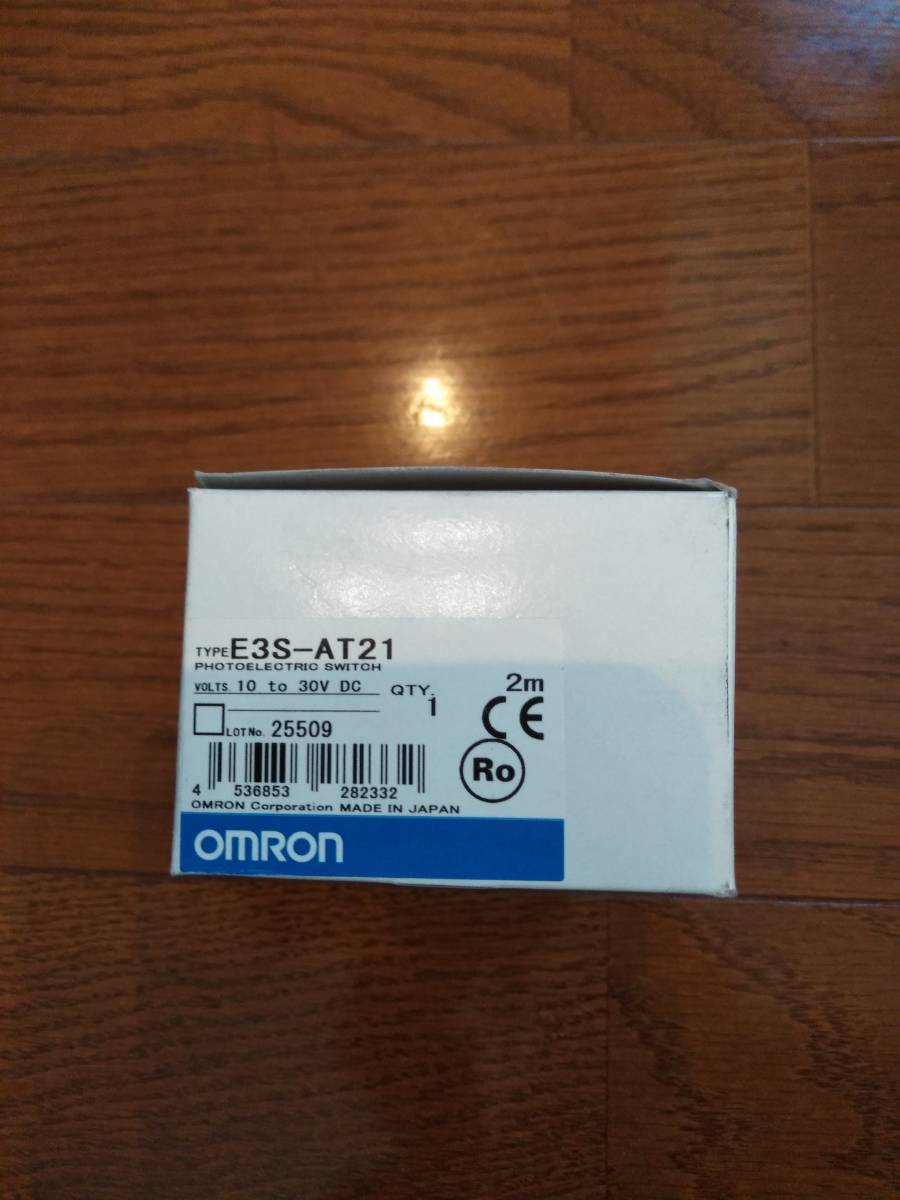 TYPE E3S-AT21
PHOTOELECTRIC SWITCH
VOLTS. 10 to 30V DC QTY. 2m
1
CE
LOT No. 25509
Ro
4 536853 282332
OMRON Corporation MADE IN JAPAN
OMRON